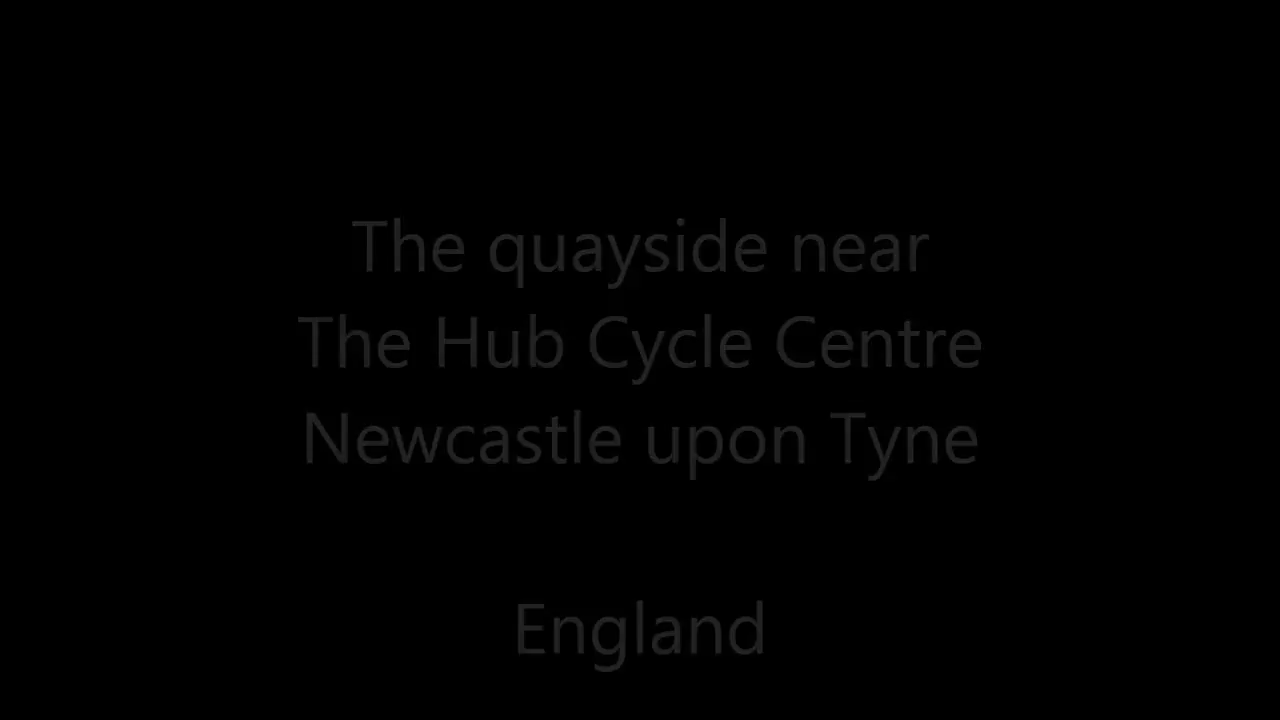 The quayside near
The Hub Cycle Centre
Newcastle upon Tyne
England